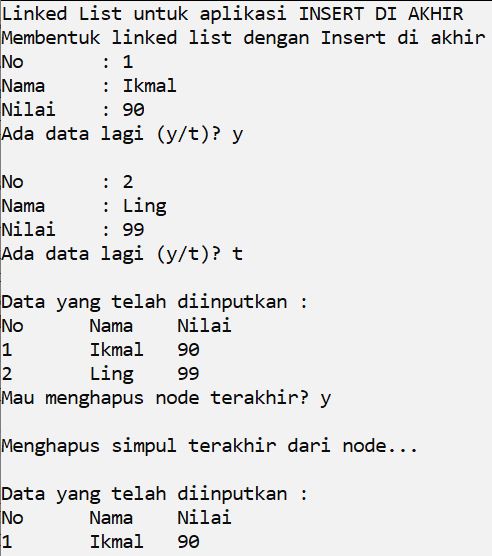 Linked List untuk aplikasi INSERT DI AKHIR
Membentuk linked list dengan Insert di akhir
No : 1
Nama : Ikmal
Nilai : 90
Ada data lagi (y/t)? y
No : 2
Nama : Ling
Nilai : 99
Ada data lagi (y/t)? t
Data yang telah diinputkan :
No Nama Nilai
1 Ikmal 90
2 Ling 99
Mau menghapus node terakhir? y
Menghapus simpul terakhir dari node...
Data yang telah diinputkan :
No Nama Nilai
1 Ikmal 90